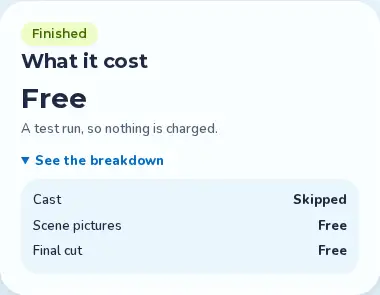 Finished
What it cost
Free
A test run, so nothing is charged.
▼ See the breakdown
Cast Skipped
Scene pictures Free
Final cut Free